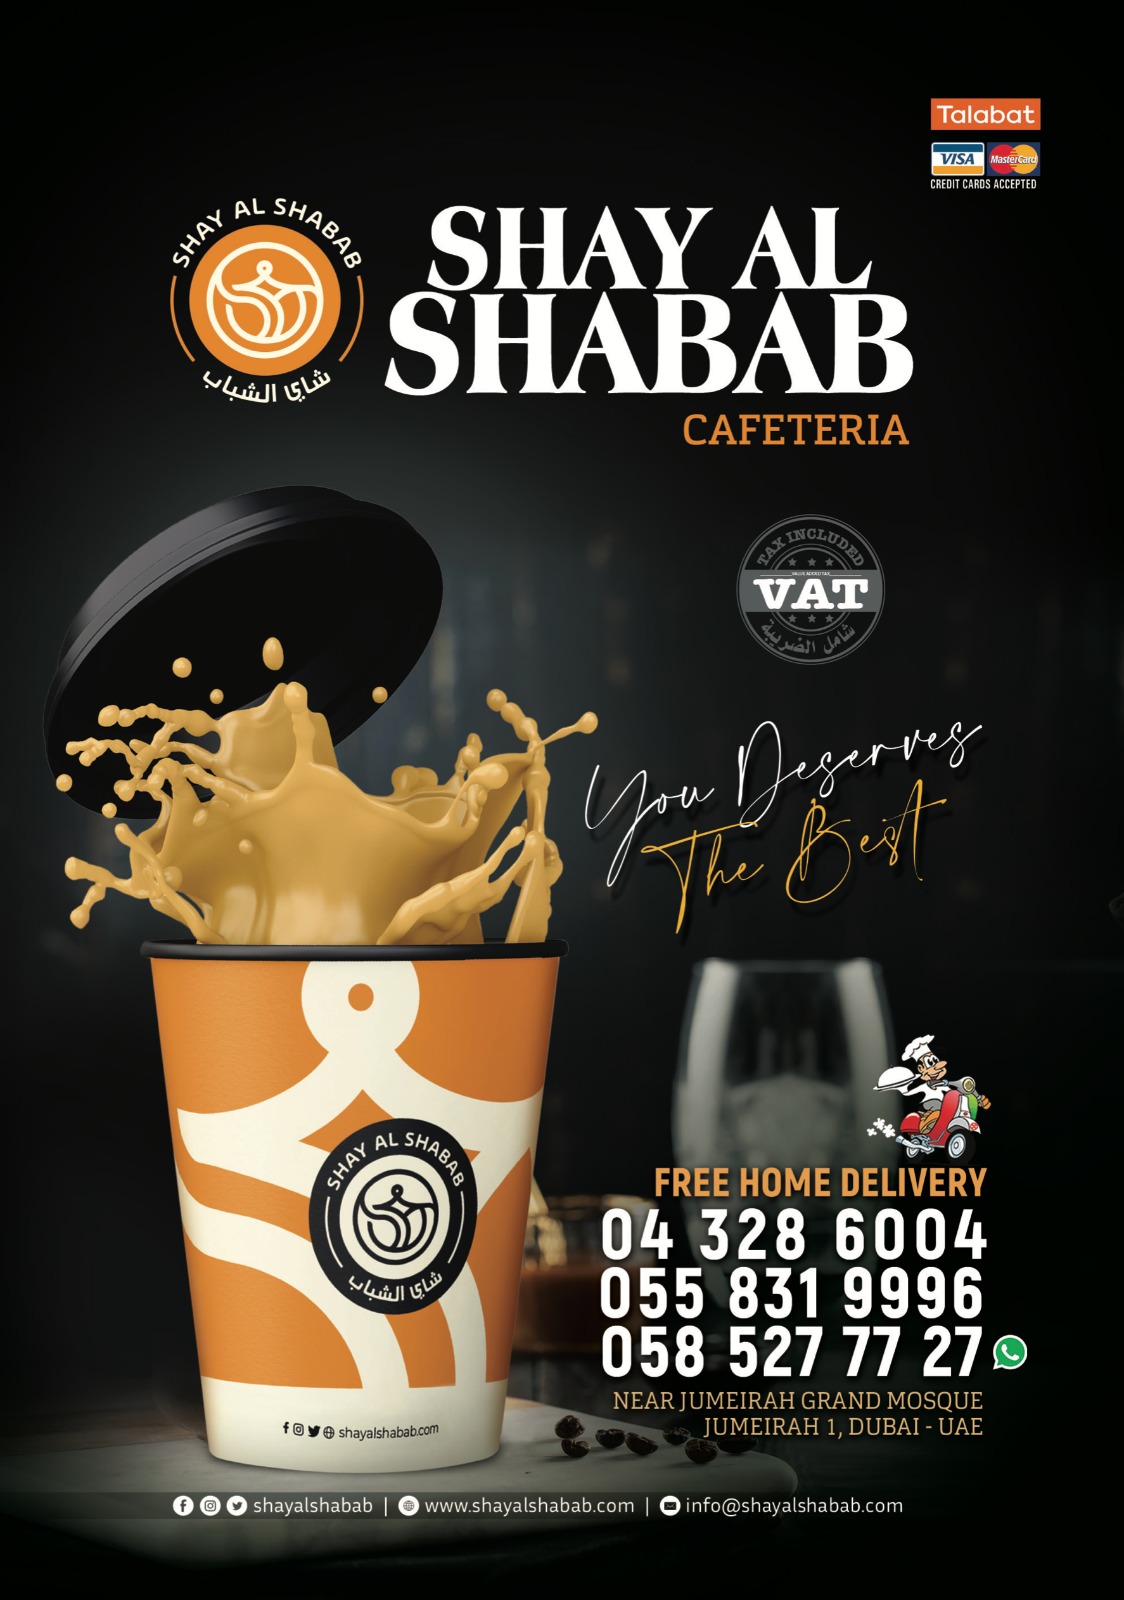 Talabat
VISA MasterCard
CREDIT CARDS ACCEPTED
SHAY AL SHABAB
شاي الشباب
SHAY AL
SHABAB
CAFETERIA
TAX INCLUDED
VALUE ADDED TAX
VAT
شامل الضريبة
You Deserves
The Best
SHAY AL SHABAB
شاي الشباب
shayalshabab.com
FREE HOME DELIVERY
04 328 6004
055 831 9996
058 527 77 27
NEAR JUMEIRAH GRAND MOSQUE
JUMEIRAH 1, DUBAI - UAE
shayalshabab | www.shayalshabab.com | info@shayalshabab.com